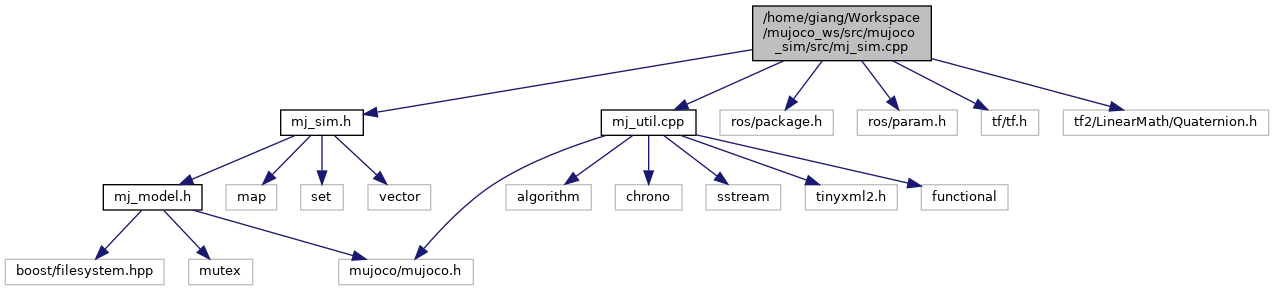 /home/giang/Workspace
/mujoco_ws/src/mujoco
_sim/src/mj_sim.cpp
mj_sim.h
mj_util.cpp
ros/package.h
ros/param.h
tf/tf.h
tf2/LinearMath/Quaternion.h
mj_model.h
map
set
vector
algorithm
chrono
sstream
tinyxml2.h
functional
boost/filesystem.hpp
mutex
mujoco/mujoco.h